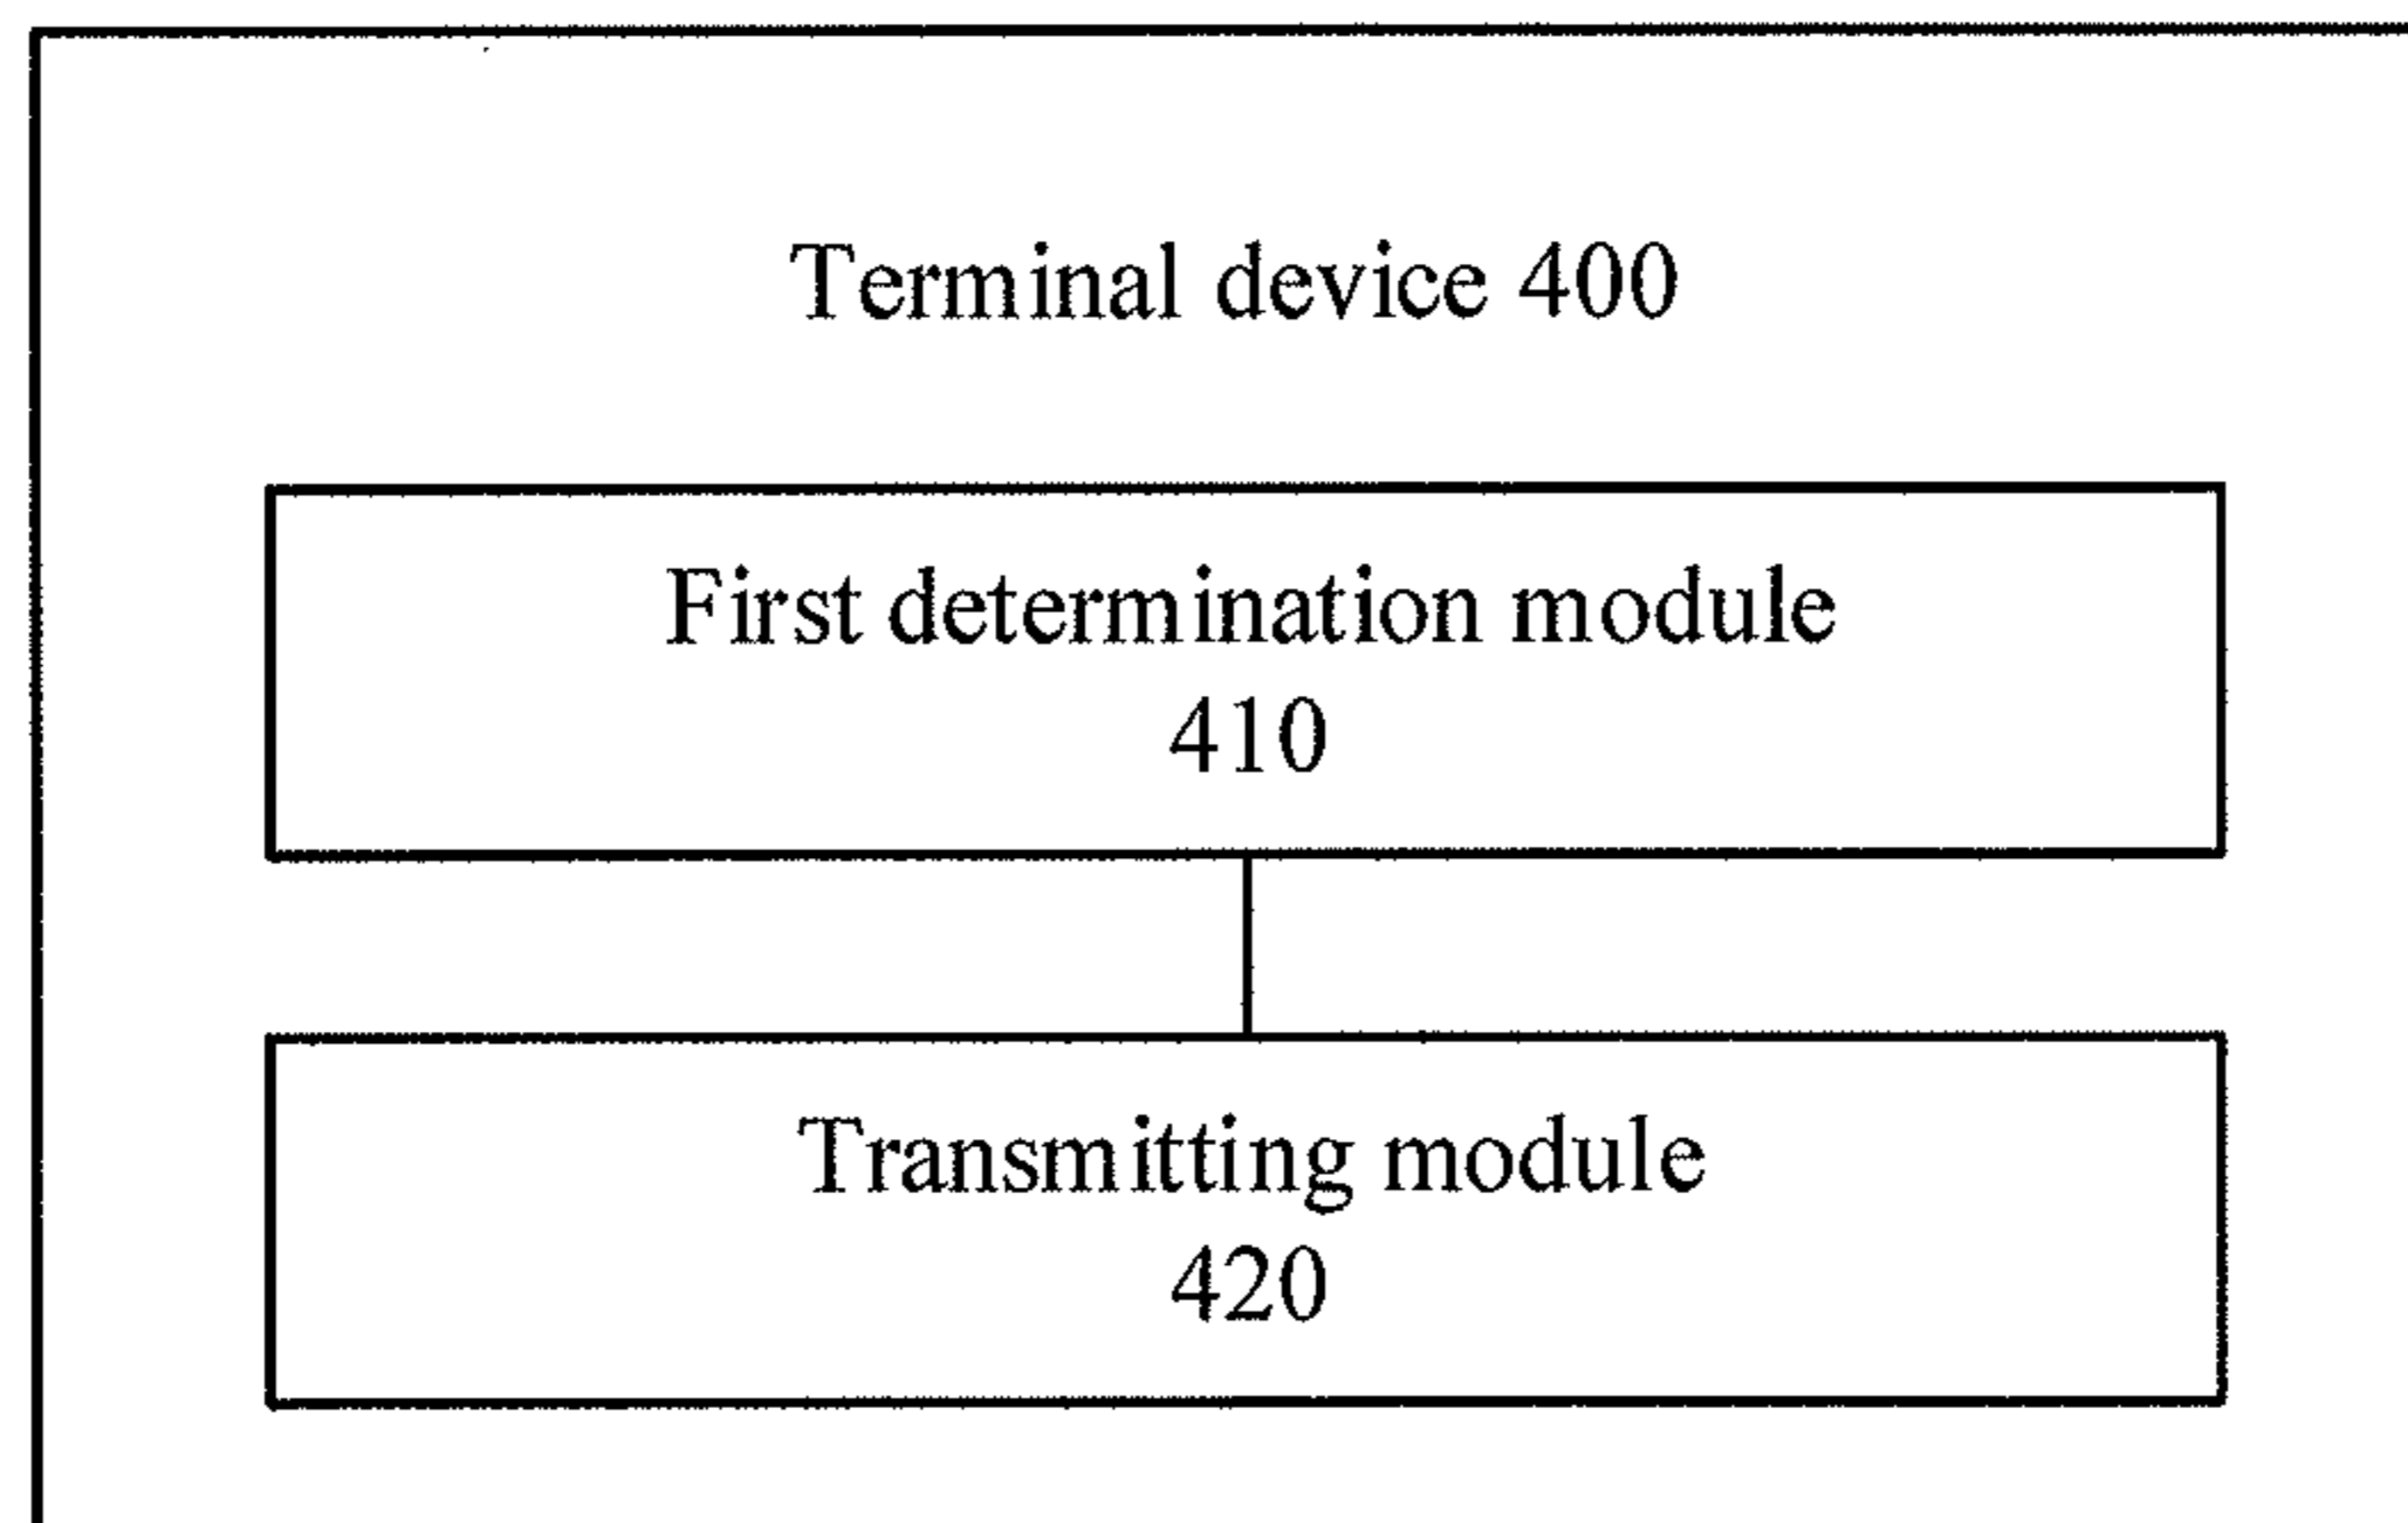 Terminal device 400
First determination module
410
Transmitting module
420